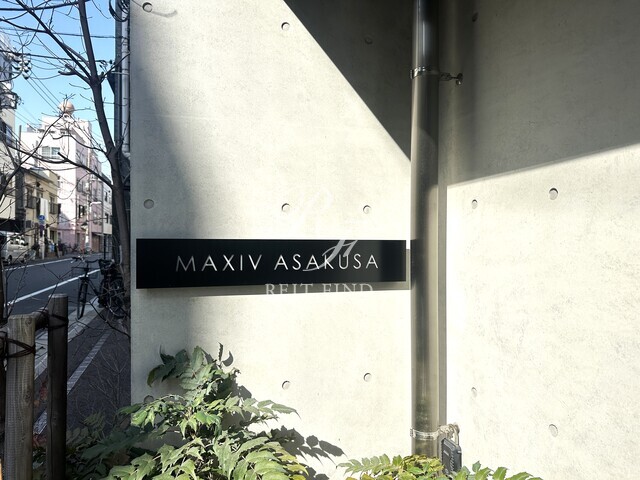 MAXIV ASAKUSA
REIT FIND